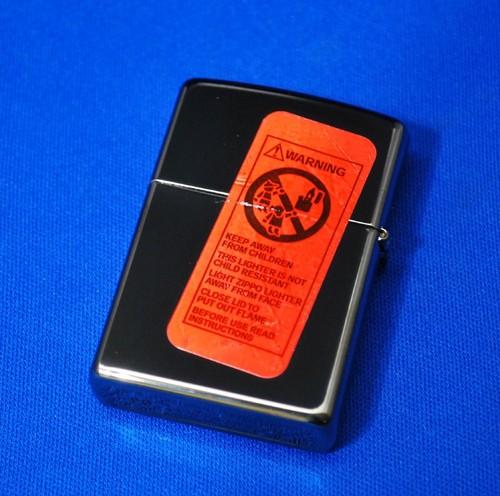 WARNING
KEEP AWAY
FROM CHILDREN
THIS LIGHTER IS NOT
CHILD RESISTANT
LIGHT ZIPPO LIGHTER
AWAY FROM FACE
CLOSE LID TO
PUT OUT FLAME
BEFORE USE READ
INSTRUCTIONS